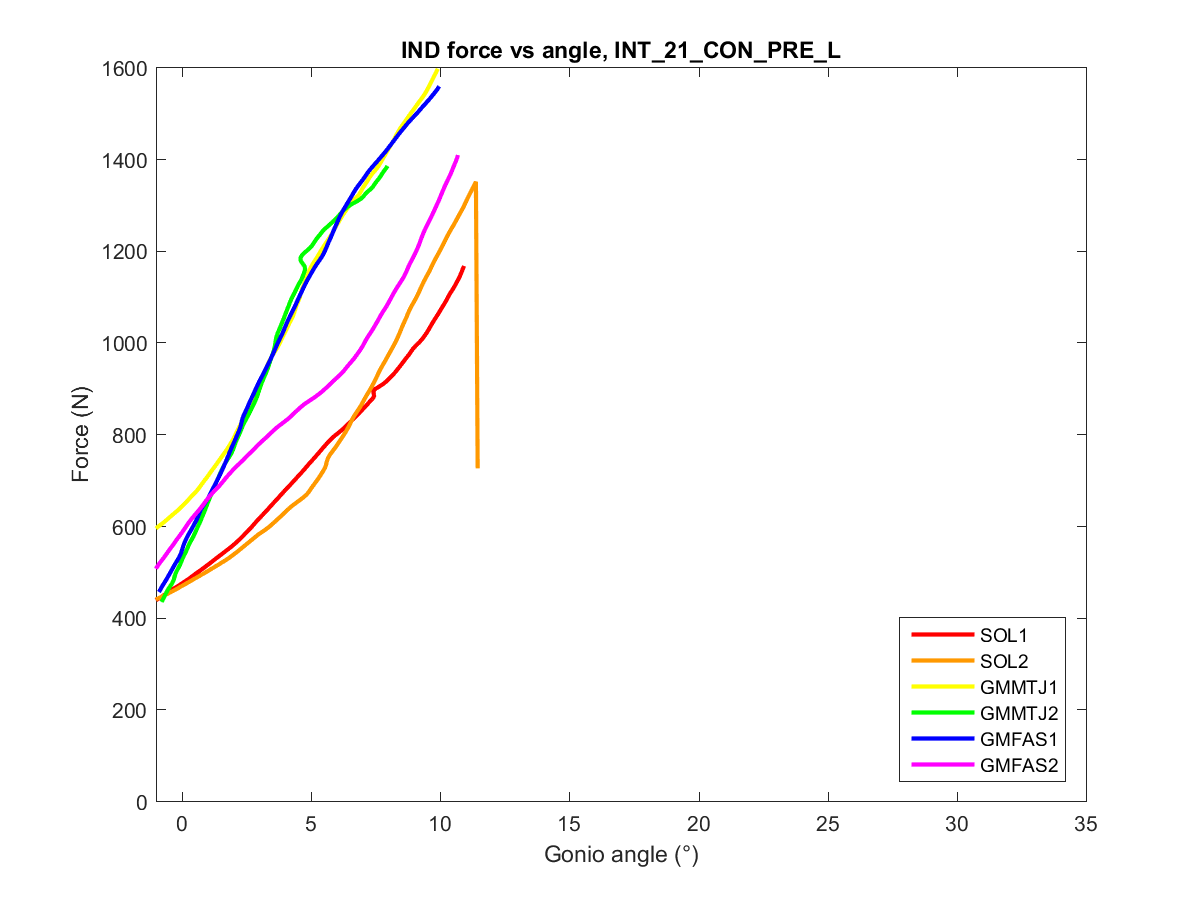 IND force vs angle, INT_21_CON_PRE_L
1600
1400
1200
1000
800
600
400
200
0
Force (N)
0 5 10 15 20 25 30 35
Gonio angle (°)
SOL1
SOL2
GMMTJ1
GMMTJ2
GMFAS1
GMFAS2